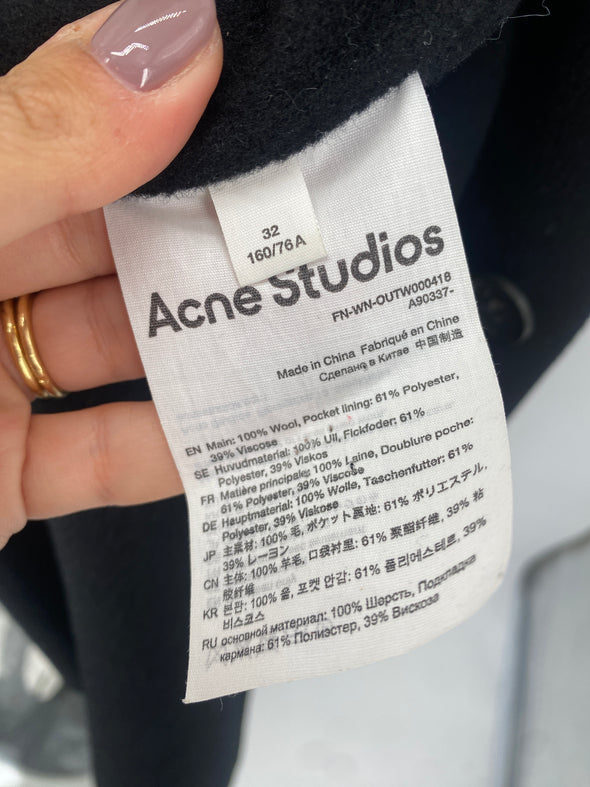 32
160/76A
Acne Studios
FN-WN-OUTW000418
A90337-
Made in China Fabriqué en Chine
Сделано в Китае 中国制造
EN Main: 100% Wool, Pocket lining: 61% Polyester,
39% Viscose
SE Huvudmaterial: 100% Ull, Fickfoder: 61%
Polyester, 39% Viskos
FR Matière principale: 100% Laine, Doublure poche:
61% Polyester, 39% Viscose
DE Hauptmaterial: 100% Wolle, Taschenfutter: 61%
Polyester, 39% Viskose
JP 主素材: 100% 毛, ポケット裏地: 61% ポリエステル,
39% レーヨン
CN 主体: 100% 羊毛, 口袋衬里: 61% 聚酯纤维, 39% 粘
胶纤维
KR 본판: 100% 울, 포켓 안감: 61% 폴리에스테르, 39%
비스코스
RU основной материал: 100% Шерсть, Подкладка
кармана: 61% Полиэстер, 39% Вискоза